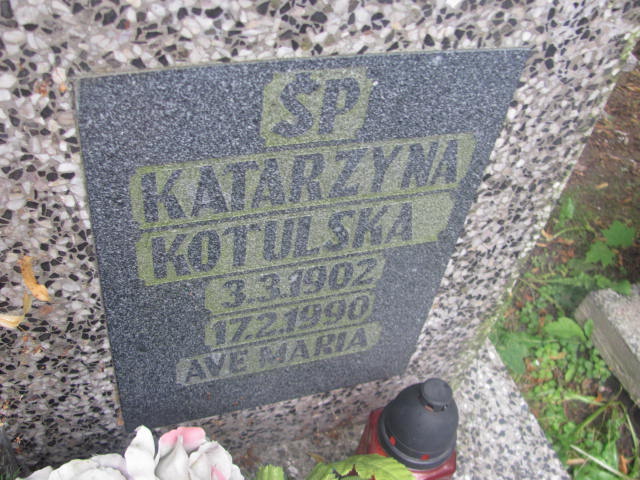 SP
KATARZYNA
KOTULSKA
3.3.1902
17.2.1990
AVE MARIA